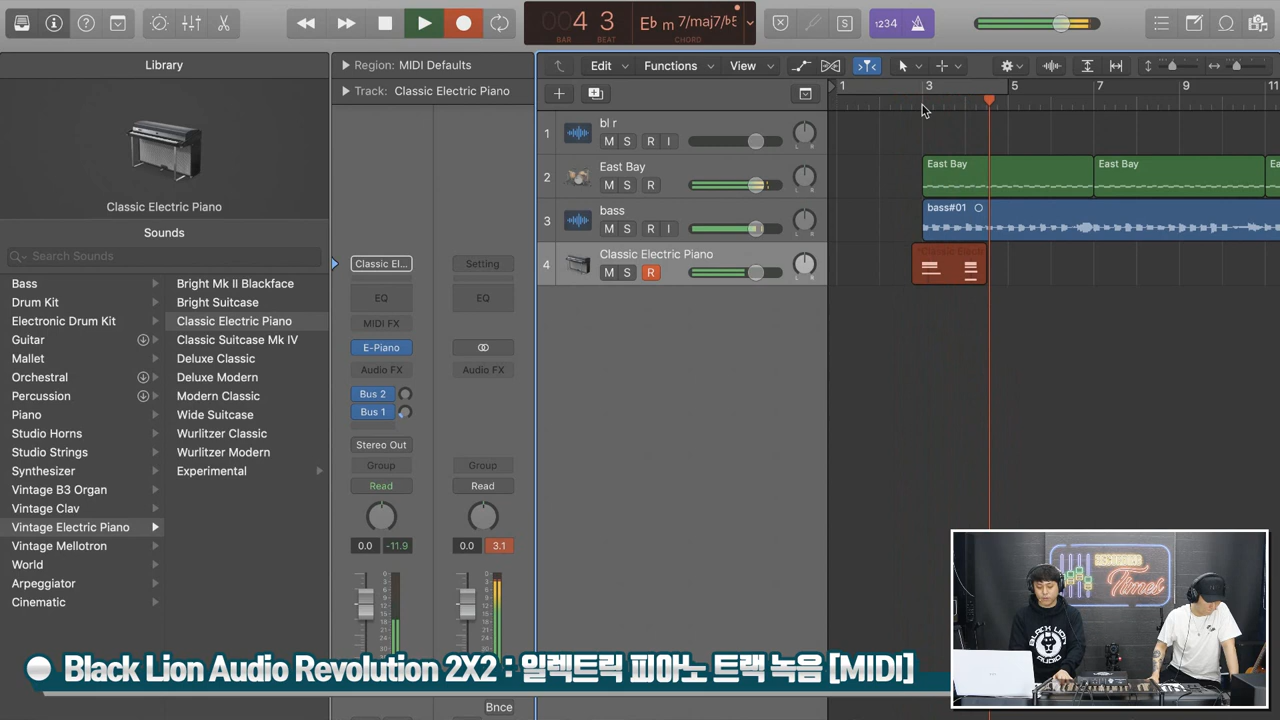 4 3
BAR BEAT
E♭m7/maj7/♭E
CHORD
S
1234
Library
Region: MIDI Defaults
Track: Classic Electric Piano
Edit
Functions
View
1 3 5 7 9 11
Classic Electric Piano
Sounds
Search Sounds
Bass
Drum Kit
Electronic Drum Kit
Guitar
Mallet
Orchestral
Percussion
Piano
Studio Horns
Studio Strings
Synthesizer
Vintage B3 Organ
Vintage Clav
Vintage Electric Piano
Vintage Mellotron
World
Arpeggiator
Cinematic
Bright Mk II Blackface
Bright Suitcase
Classic Electric Piano
Classic Suitcase Mk IV
Deluxe Classic
Deluxe Modern
Modern Classic
Wide Suitcase
Wurlitzer Classic
Wurlitzer Modern
Experimental
Classic El...
EQ
MIDI FX
E-Piano
Audio FX
Bus 2
Bus 1
Stereo Out
Group
Read
0.0 -11.9
Setting
EQ
Audio FX
Group
Read
0.0 3.1
Bnce
1 bl r
M S R I
2 East Bay
M S R
3 bass
M S R I
4 Classic Electric Piano
M S R
East Bay
East Bay
Ea
bass#01
RECORDING
Times
BLACK LION
AUDIO
Black Lion Audio Revolution 2X2 : 일렉트릭 피아노 트랙 녹음 [MIDI]